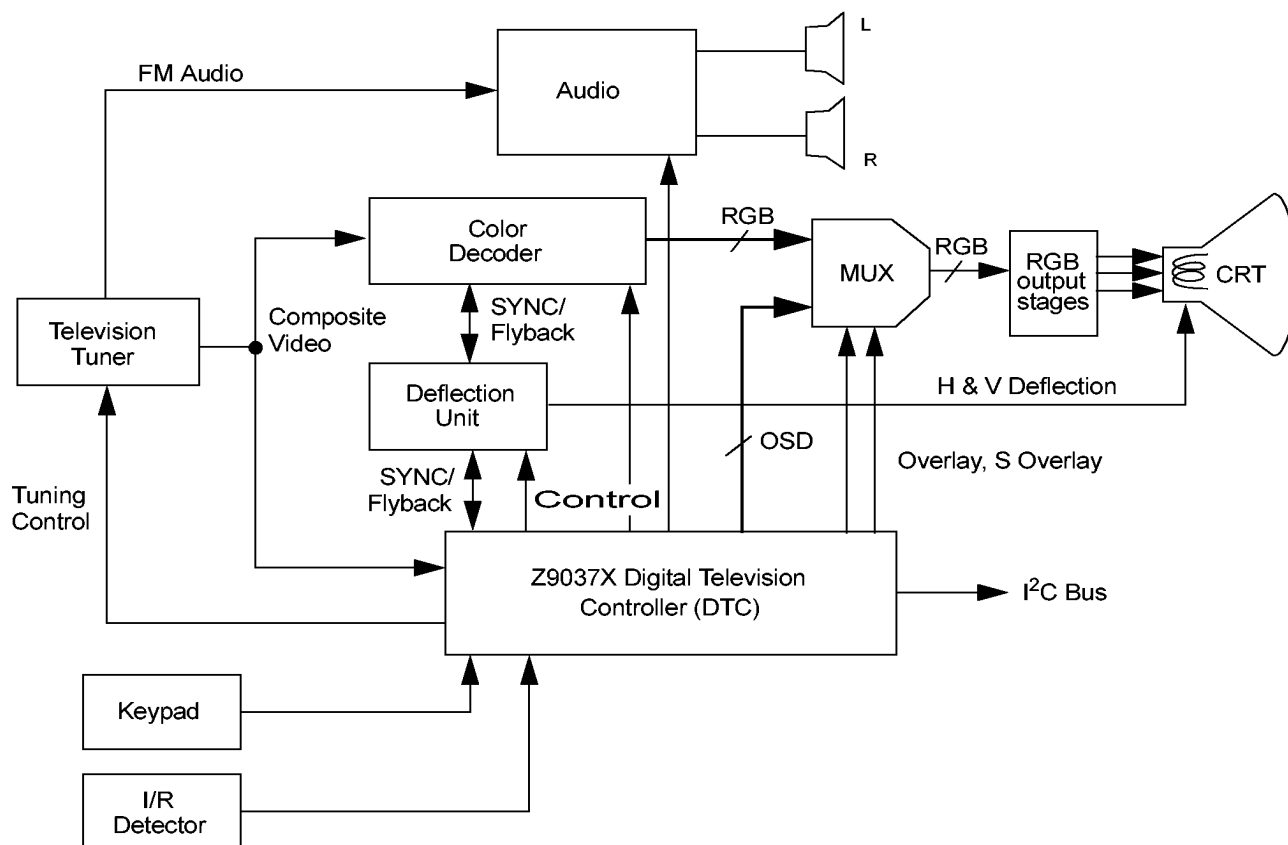 L
FM Audio
Audio
R
Color
Decoder
RGB
MUX
RGB
RGB
output
stages
CRT
Television
Tuner
Composite
Video
SYNC/
Flyback
Deflection
Unit
H & V Deflection
OSD
Overlay, S Overlay
SYNC/
Flyback
Control
Tuning
Control
Z9037X Digital Television
Controller (DTC)
I²C Bus
Keypad
I/R
Detector